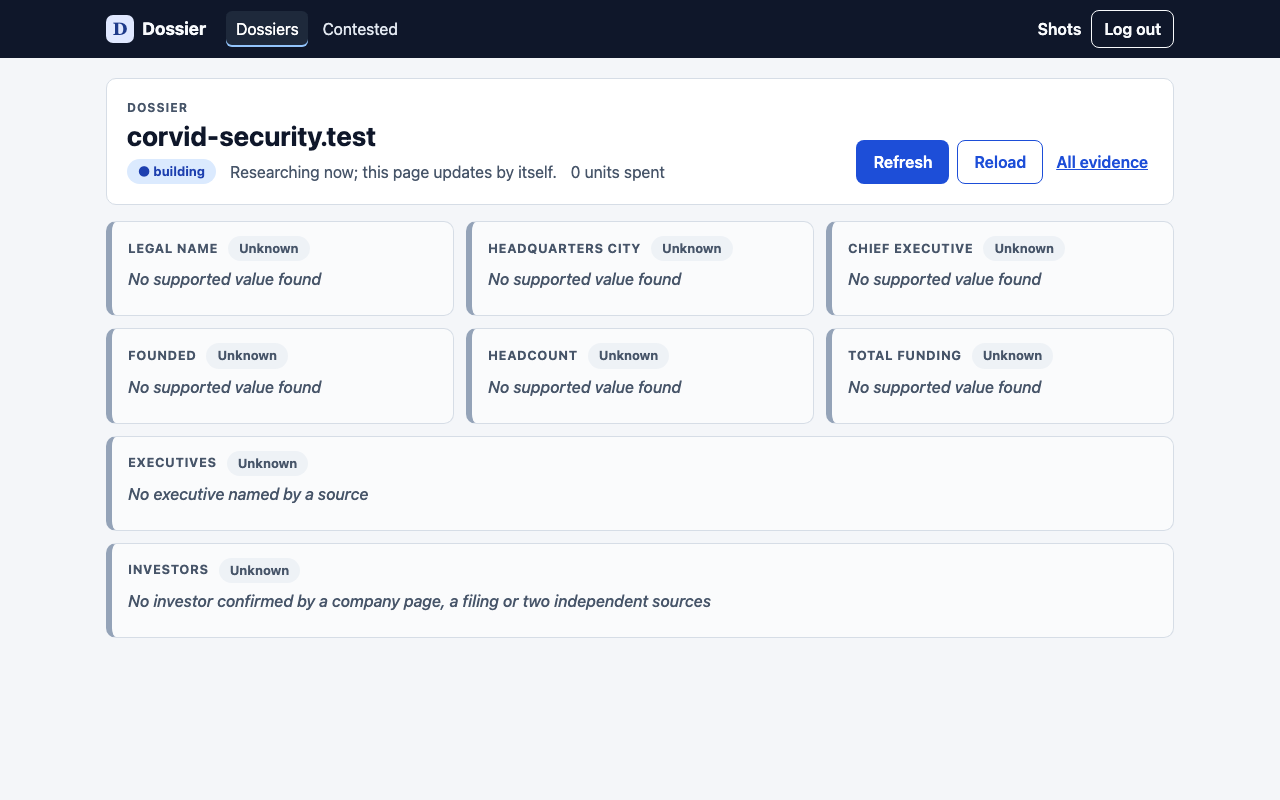 D Dossier Dossiers Contested Shots Log out
DOSSIER
corvid-security.test
building Researching now; this page updates by itself. 0 units spent
Refresh Reload All evidence
LEGAL NAME Unknown
No supported value found
HEADQUARTERS CITY Unknown
No supported value found
CHIEF EXECUTIVE Unknown
No supported value found
FOUNDED Unknown
No supported value found
HEADCOUNT Unknown
No supported value found
TOTAL FUNDING Unknown
No supported value found
EXECUTIVES Unknown
No executive named by a source
INVESTORS Unknown
No investor confirmed by a company page, a filing or two independent sources